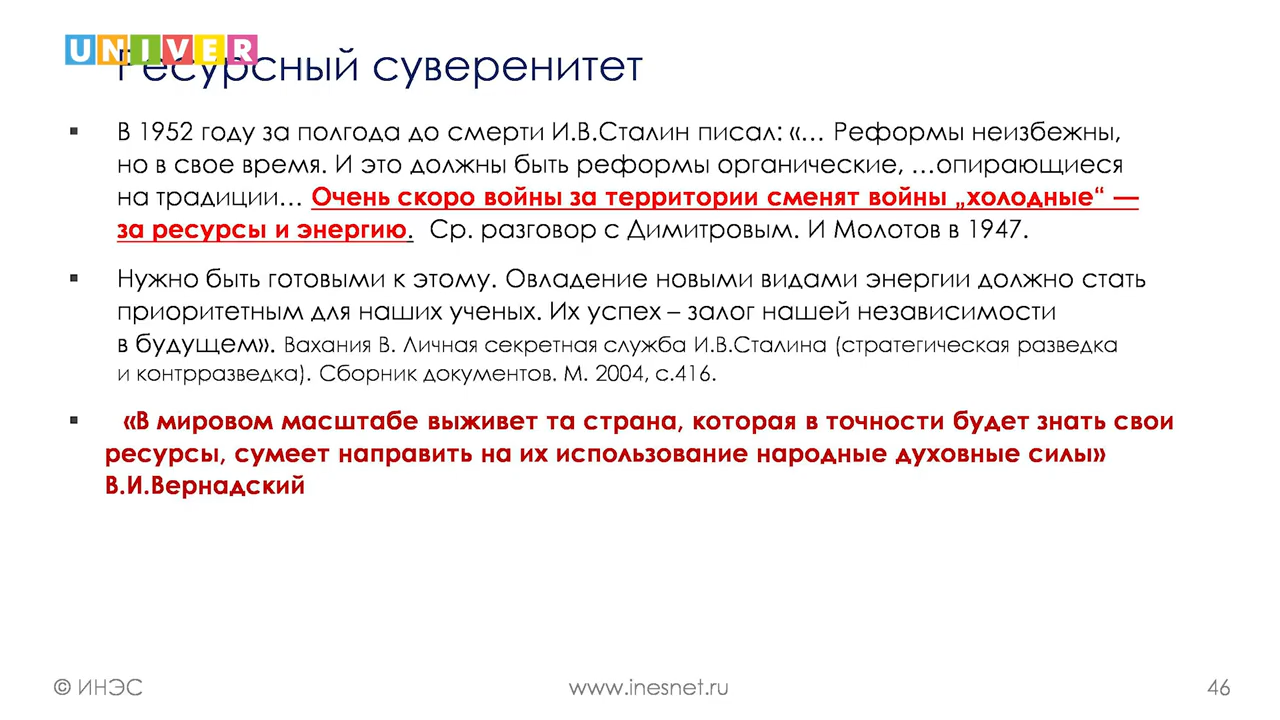 UNIVER
Ресурсный суверенитет
▪ В 1952 году за полгода до смерти И.В.Сталин писал: «… Реформы неизбежны,
но в свое время. И это должны быть реформы органические, …опирающиеся
на традиции… Очень скоро войны за территории сменят войны „холодные“ —
за ресурсы и энергию. Ср. разговор с Димитровым. И Молотов в 1947.
▪ Нужно быть готовыми к этому. Овладение новыми видами энергии должно стать
приоритетным для наших ученых. Их успех – залог нашей независимости
в будущем». Вахания В. Личная секретная служба И.В.Сталина (стратегическая разведка
и контрразведка). Сборник документов. М. 2004, с.416.
▪ «В мировом масштабе выживет та страна, которая в точности будет знать свои
ресурсы, сумеет направить на их использование народные духовные силы»
В.И.Вернадский
© ИНЭС
www.inesnet.ru
46